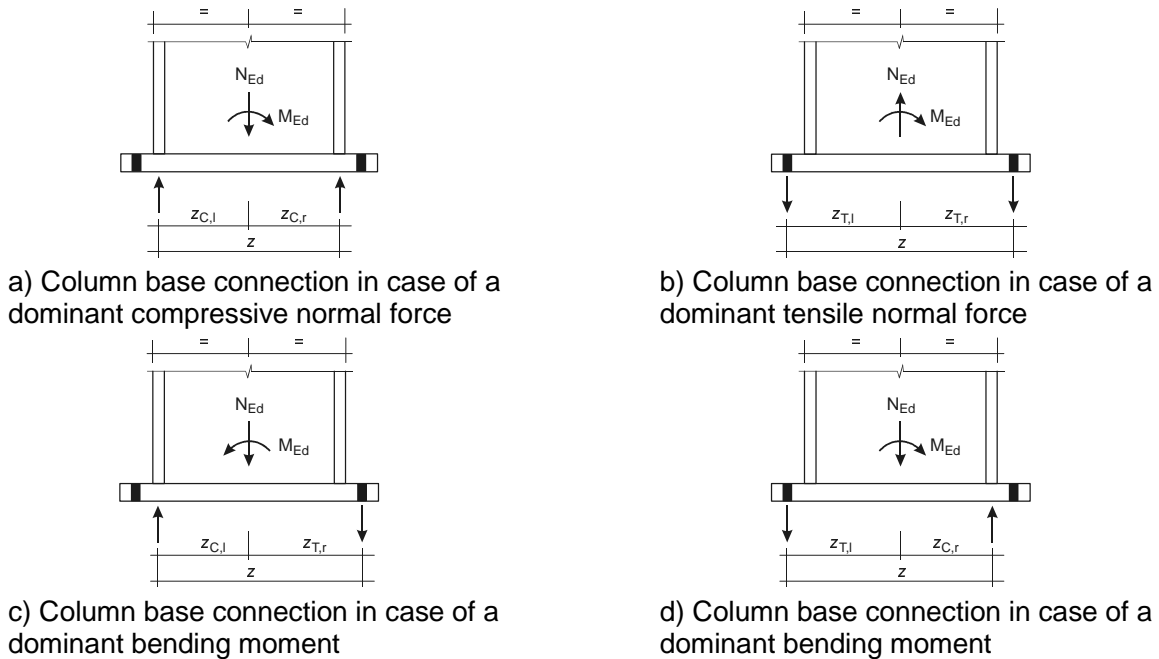 = =
N_Ed
M_Ed
z_C,l z_C,r
z
a) Column base connection in case of a
dominant compressive normal force
= =
N_Ed
M_Ed
z_T,l z_T,r
z
b) Column base connection in case of a
dominant tensile normal force
= =
N_Ed
M_Ed
z_C,l z_T,r
z
c) Column base connection in case of a
dominant bending moment
= =
N_Ed
M_Ed
z_T,l z_C,r
z
d) Column base connection in case of a
dominant bending moment